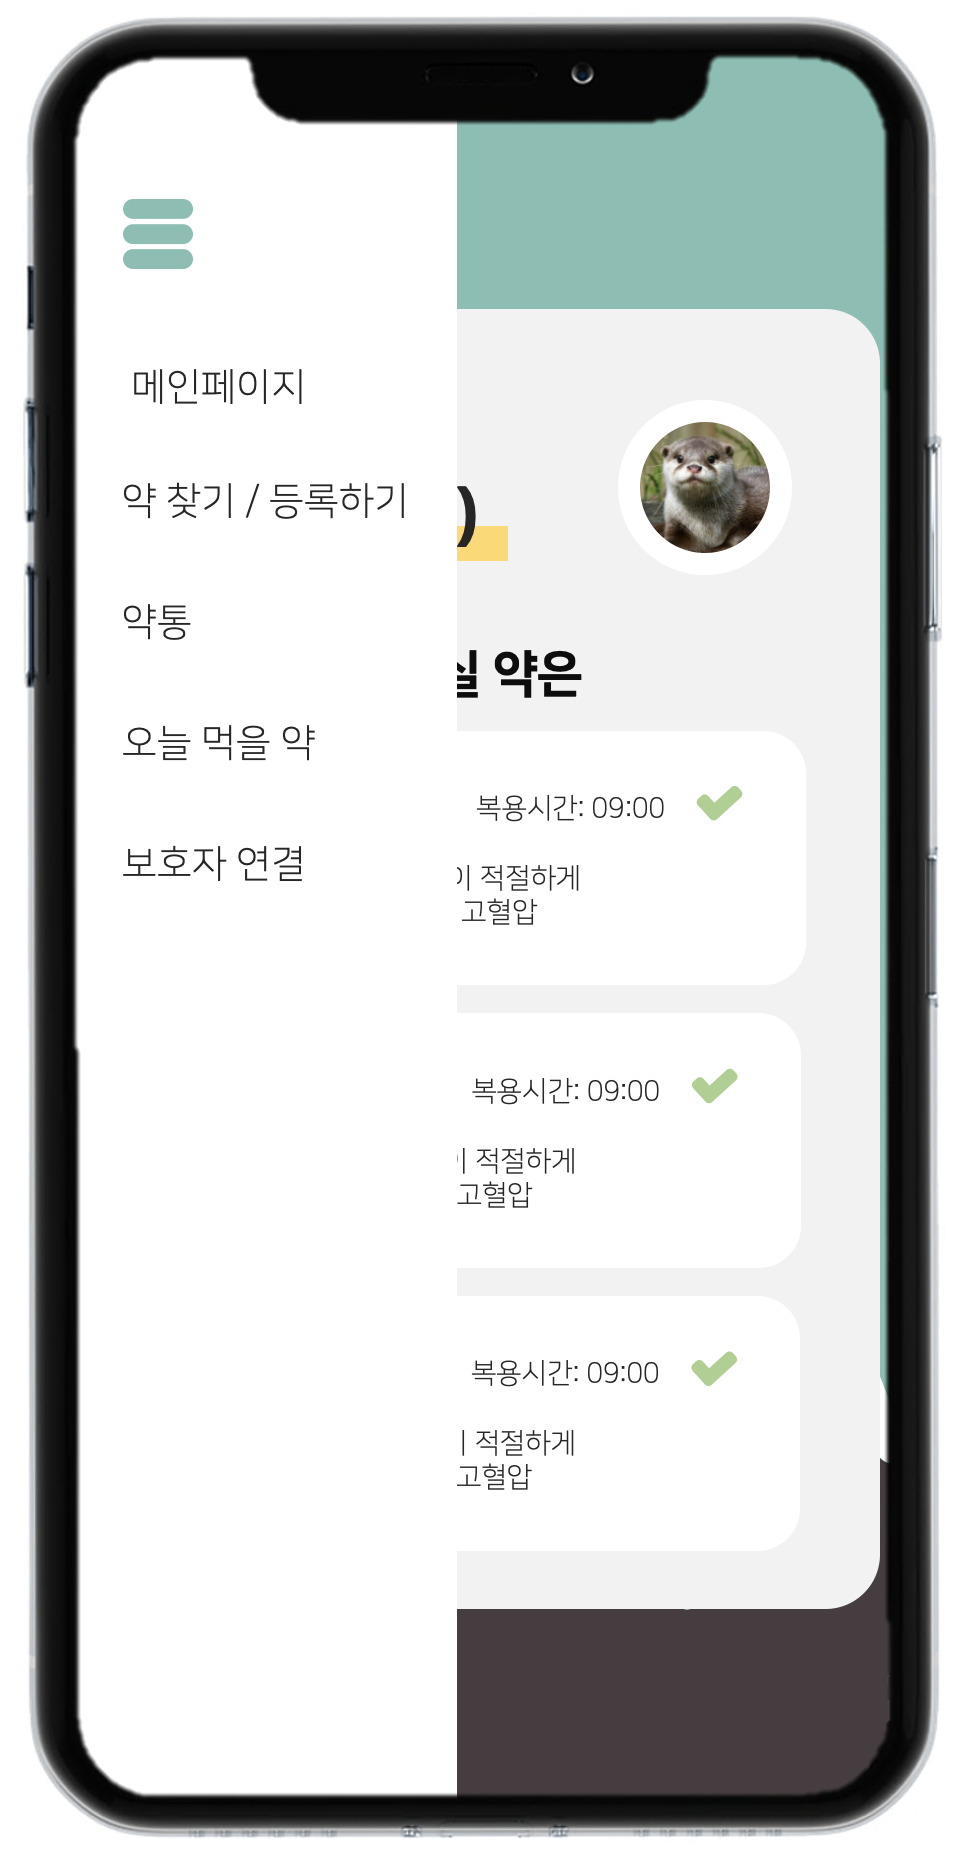 메인페이지
약 찾기 / 등록하기
약통
오늘 먹을 약
보호자 연결
)
약은
복용시간: 09:00
적절하게
고혈압
복용시간: 09:00
적절하게
고혈압
복용시간: 09:00
적절하게
고혈압